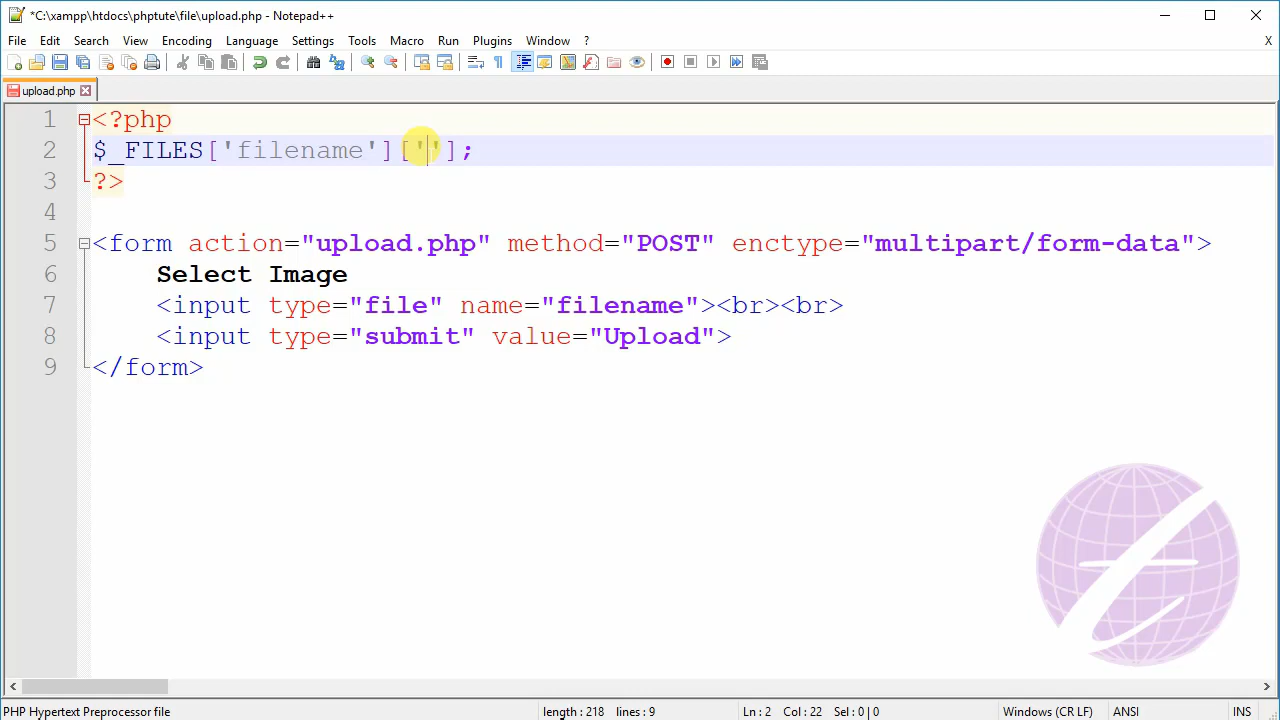 *C:\xampp\htdocs\phptute\file\upload.php - Notepad++
File Edit Search View Encoding Language Settings Tools Macro Run Plugins Window ? X
upload.php
1 <?php
2 $_FILES['filename'][''];
3 ?>
4
5 <form action="upload.php" method="POST" enctype="multipart/form-data">
6 Select Image
7 <input type="file" name="filename"><br><br>
8 <input type="submit" value="Upload">
9 </form>
PHP Hypertext Preprocessor file length : 218 lines : 9 Ln : 2 Col : 22 Sel : 0 | 0 Windows (CR LF) ANSI INS